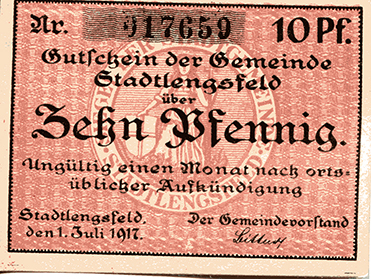 Nr. 917659 10 Pf.
Gutschein der Gemeinde
Stadtlengsfeld
über
Zehn Pfennig.
Ungültig einen Monat nach orts-
üblicher Aufkündigung
Stadtlengsfeld. Der Gemeindevorstand
den 1. Juli 1917.